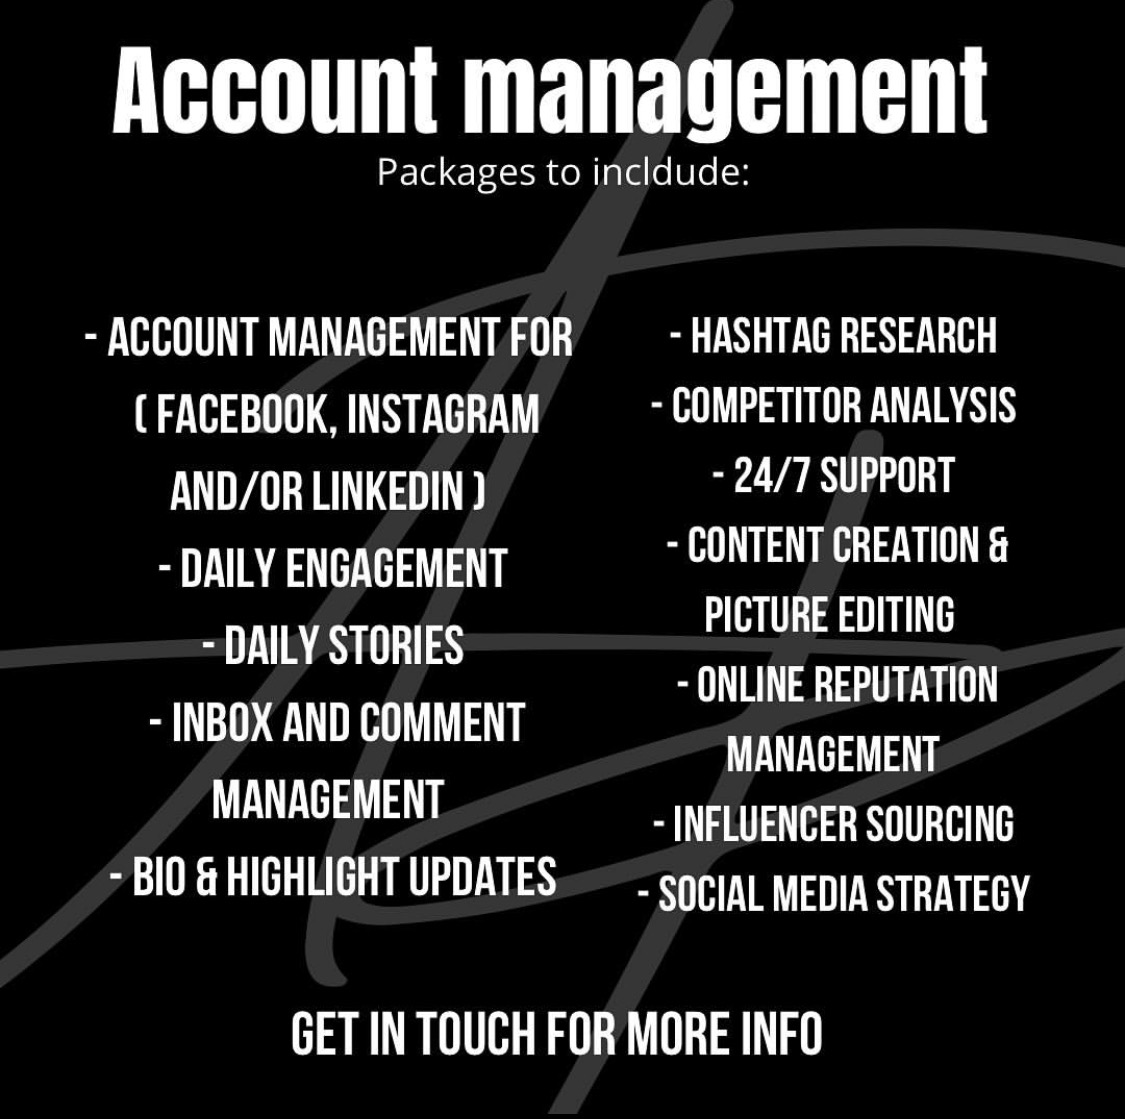 Account management
Packages to incldude:
- ACCOUNT MANAGEMENT FOR
( FACEBOOK, INSTAGRAM
AND/OR LINKEDIN )
- DAILY ENGAGEMENT
- DAILY STORIES
- INBOX AND COMMENT
MANAGEMENT
- BIO & HIGHLIGHT UPDATES
- HASHTAG RESEARCH
- COMPETITOR ANALYSIS
- 24/7 SUPPORT
- CONTENT CREATION &
PICTURE EDITING
- ONLINE REPUTATION
MANAGEMENT
- INFLUENCER SOURCING
- SOCIAL MEDIA STRATEGY
GET IN TOUCH FOR MORE INFO